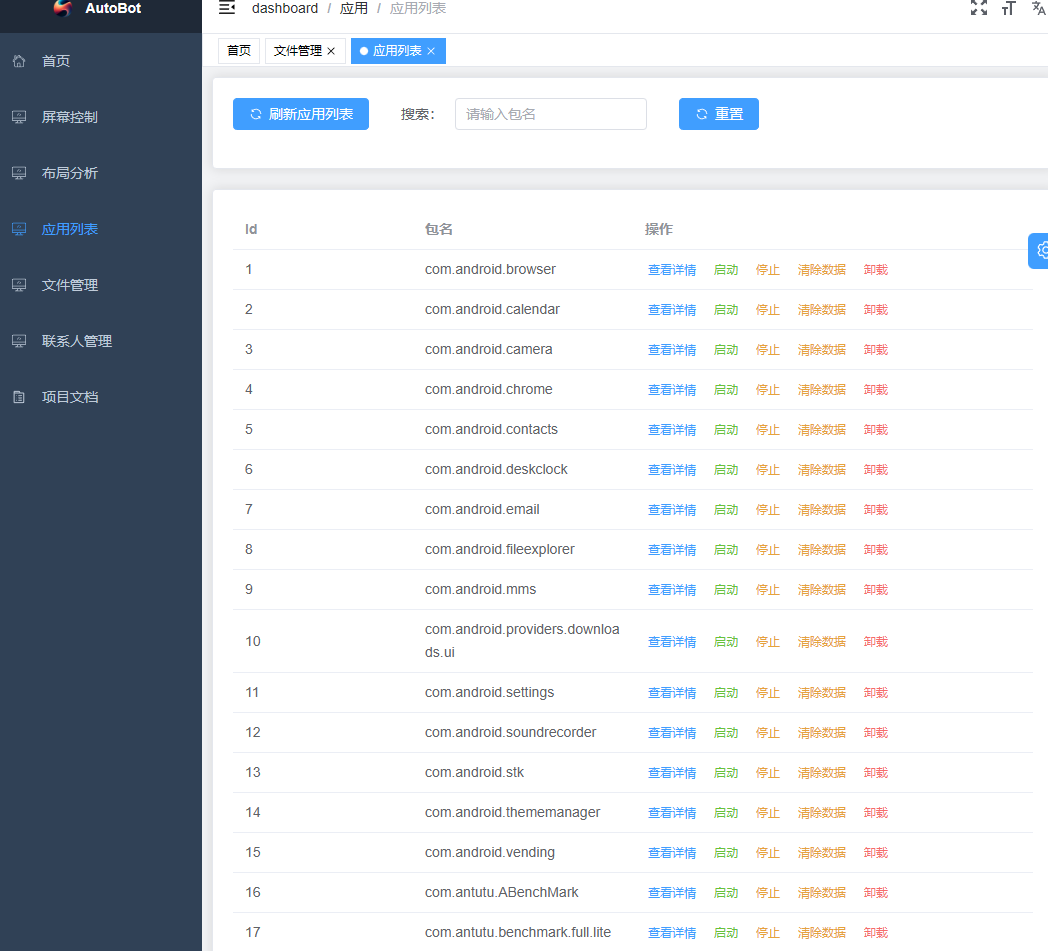 AutoBot
dashboard / 应用 / 应用列表
首页 文件管理 × 应用列表 ×
首页
屏幕控制
布局分析
应用列表
文件管理
联系人管理
项目文档
刷新应用列表 搜索: 请输入包名 重置
Id 包名 操作
1 com.android.browser 查看详情 启动 停止 清除数据 卸载
2 com.android.calendar 查看详情 启动 停止 清除数据 卸载
3 com.android.camera 查看详情 启动 停止 清除数据 卸载
4 com.android.chrome 查看详情 启动 停止 清除数据 卸载
5 com.android.contacts 查看详情 启动 停止 清除数据 卸载
6 com.android.deskclock 查看详情 启动 停止 清除数据 卸载
7 com.android.email 查看详情 启动 停止 清除数据 卸载
8 com.android.fileexplorer 查看详情 启动 停止 清除数据 卸载
9 com.android.mms 查看详情 启动 停止 清除数据 卸载
10 com.android.providers.downloa
ds.ui 查看详情 启动 停止 清除数据 卸载
11 com.android.settings 查看详情 启动 停止 清除数据 卸载
12 com.android.soundrecorder 查看详情 启动 停止 清除数据 卸载
13 com.android.stk 查看详情 启动 停止 清除数据 卸载
14 com.android.thememanager 查看详情 启动 停止 清除数据 卸载
15 com.android.vending 查看详情 启动 停止 清除数据 卸载
16 com.antutu.ABenchMark 查看详情 启动 停止 清除数据 卸载
17 com.antutu.benchmark.full.lite 查看详情 启动 停止 清除数据 卸载